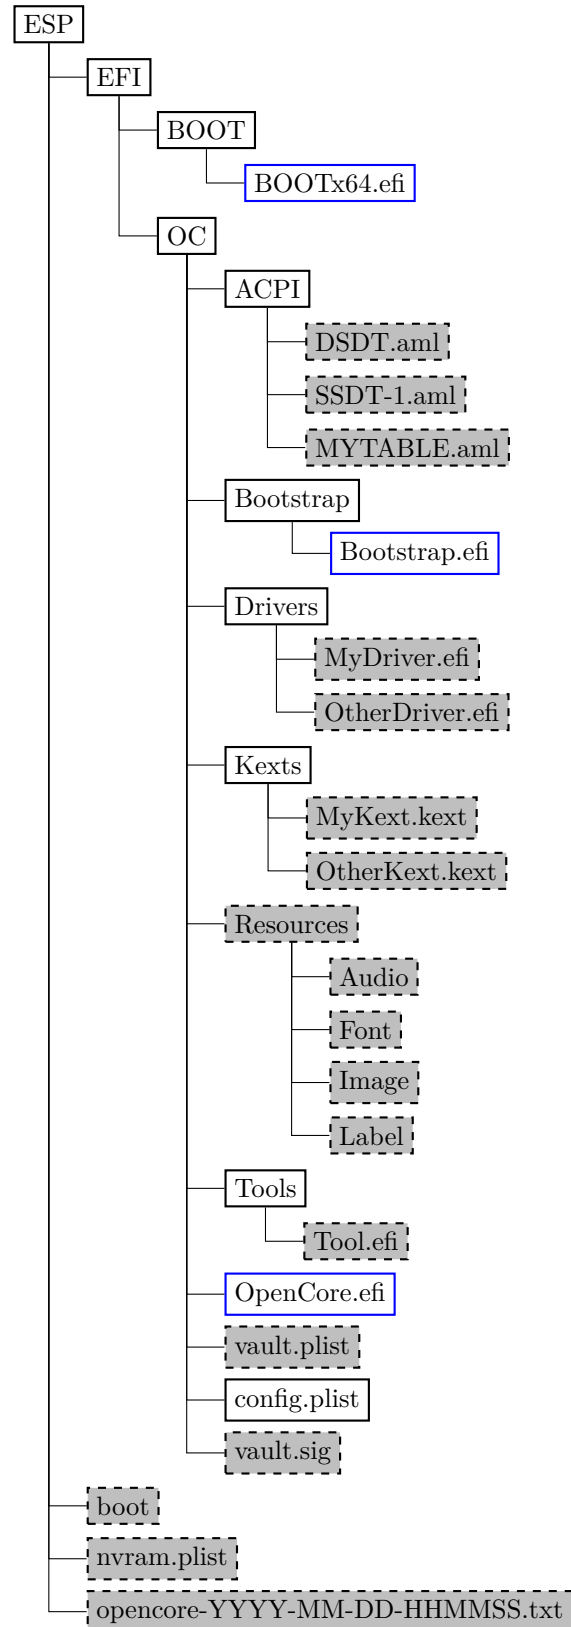 ESP
EFI
BOOT
BOOTx64.efi
OC
ACPI
DSDT.aml
SSDT-1.aml
MYTABLE.aml
Bootstrap
Bootstrap.efi
Drivers
MyDriver.efi
OtherDriver.efi
Kexts
MyKext.kext
OtherKext.kext
Resources
Audio
Font
Image
Label
Tools
Tool.efi
OpenCore.efi
vault.plist
config.plist
vault.sig
boot
nvram.plist
opencore-YYYY-MM-DD-HHMMSS.txt